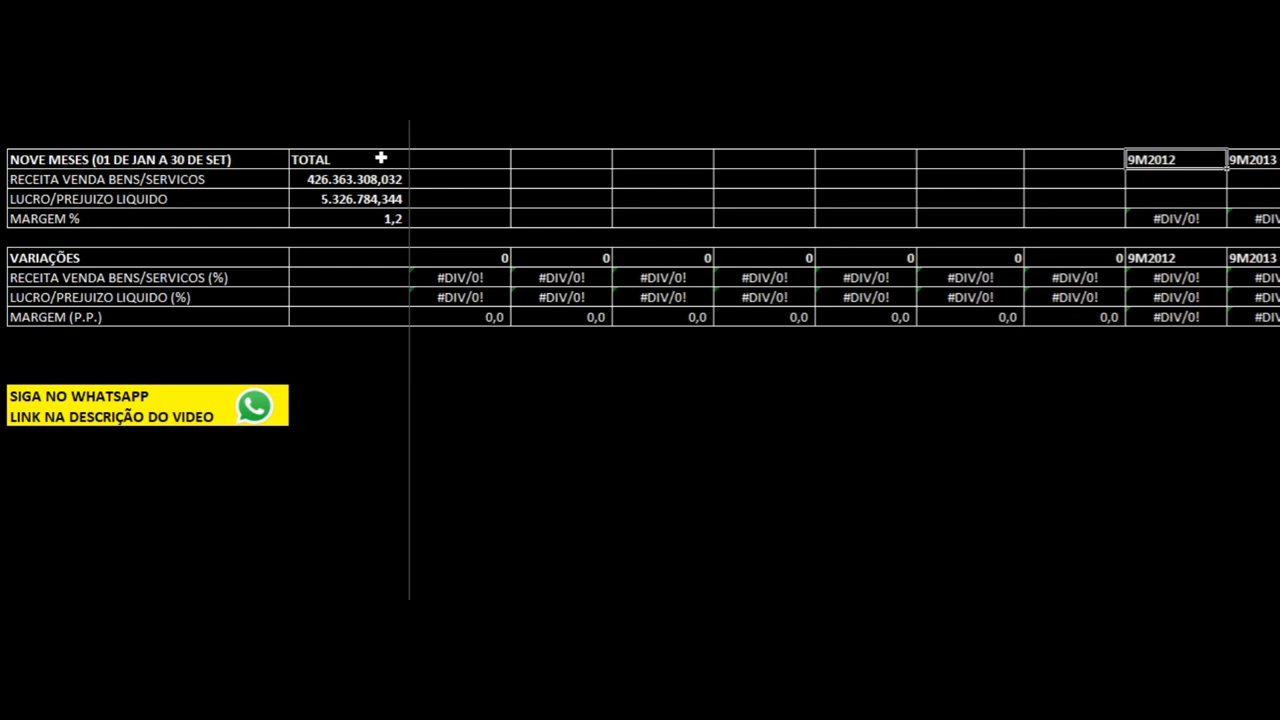 NOVE MESES (01 DE JAN A 30 DE SET) TOTAL 9M2012 9M2013
RECEITA VENDA BENS/SERVICOS 426.363.308,032
LUCRO/PREJUIZO LIQUIDO 5.326.784,344
MARGEM % 1,2 #DIV/0! #DIV
VARIAÇÕES 0 0 0 0 0 0 0 9M2012 9M2013
RECEITA VENDA BENS/SERVICOS (%) #DIV/0! #DIV/0! #DIV/0! #DIV/0! #DIV/0! #DIV/0! #DIV/0! #DIV/0! #DIV
LUCRO/PREJUIZO LIQUIDO (%) #DIV/0! #DIV/0! #DIV/0! #DIV/0! #DIV/0! #DIV/0! #DIV/0! #DIV/0! #DIV
MARGEM (P.P.) 0,0 0,0 0,0 0,0 0,0 0,0 0,0 #DIV/0! #DIV
SIGA NO WHATSAPP
LINK NA DESCRIÇÃO DO VIDEO